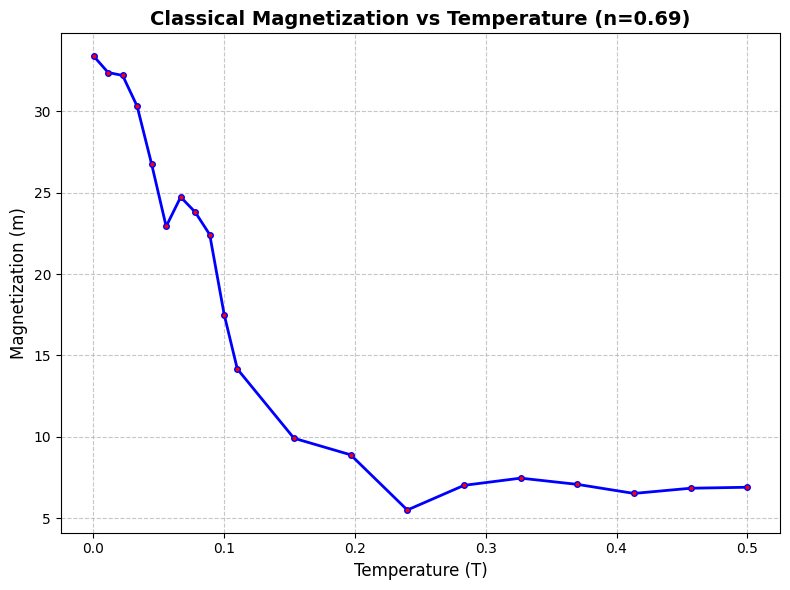 Classical Magnetization vs Temperature (n=0.69)
Magnetization (m)
30
25
20
15
10
5
0.0 0.1 0.2 0.3 0.4 0.5
Temperature (T)